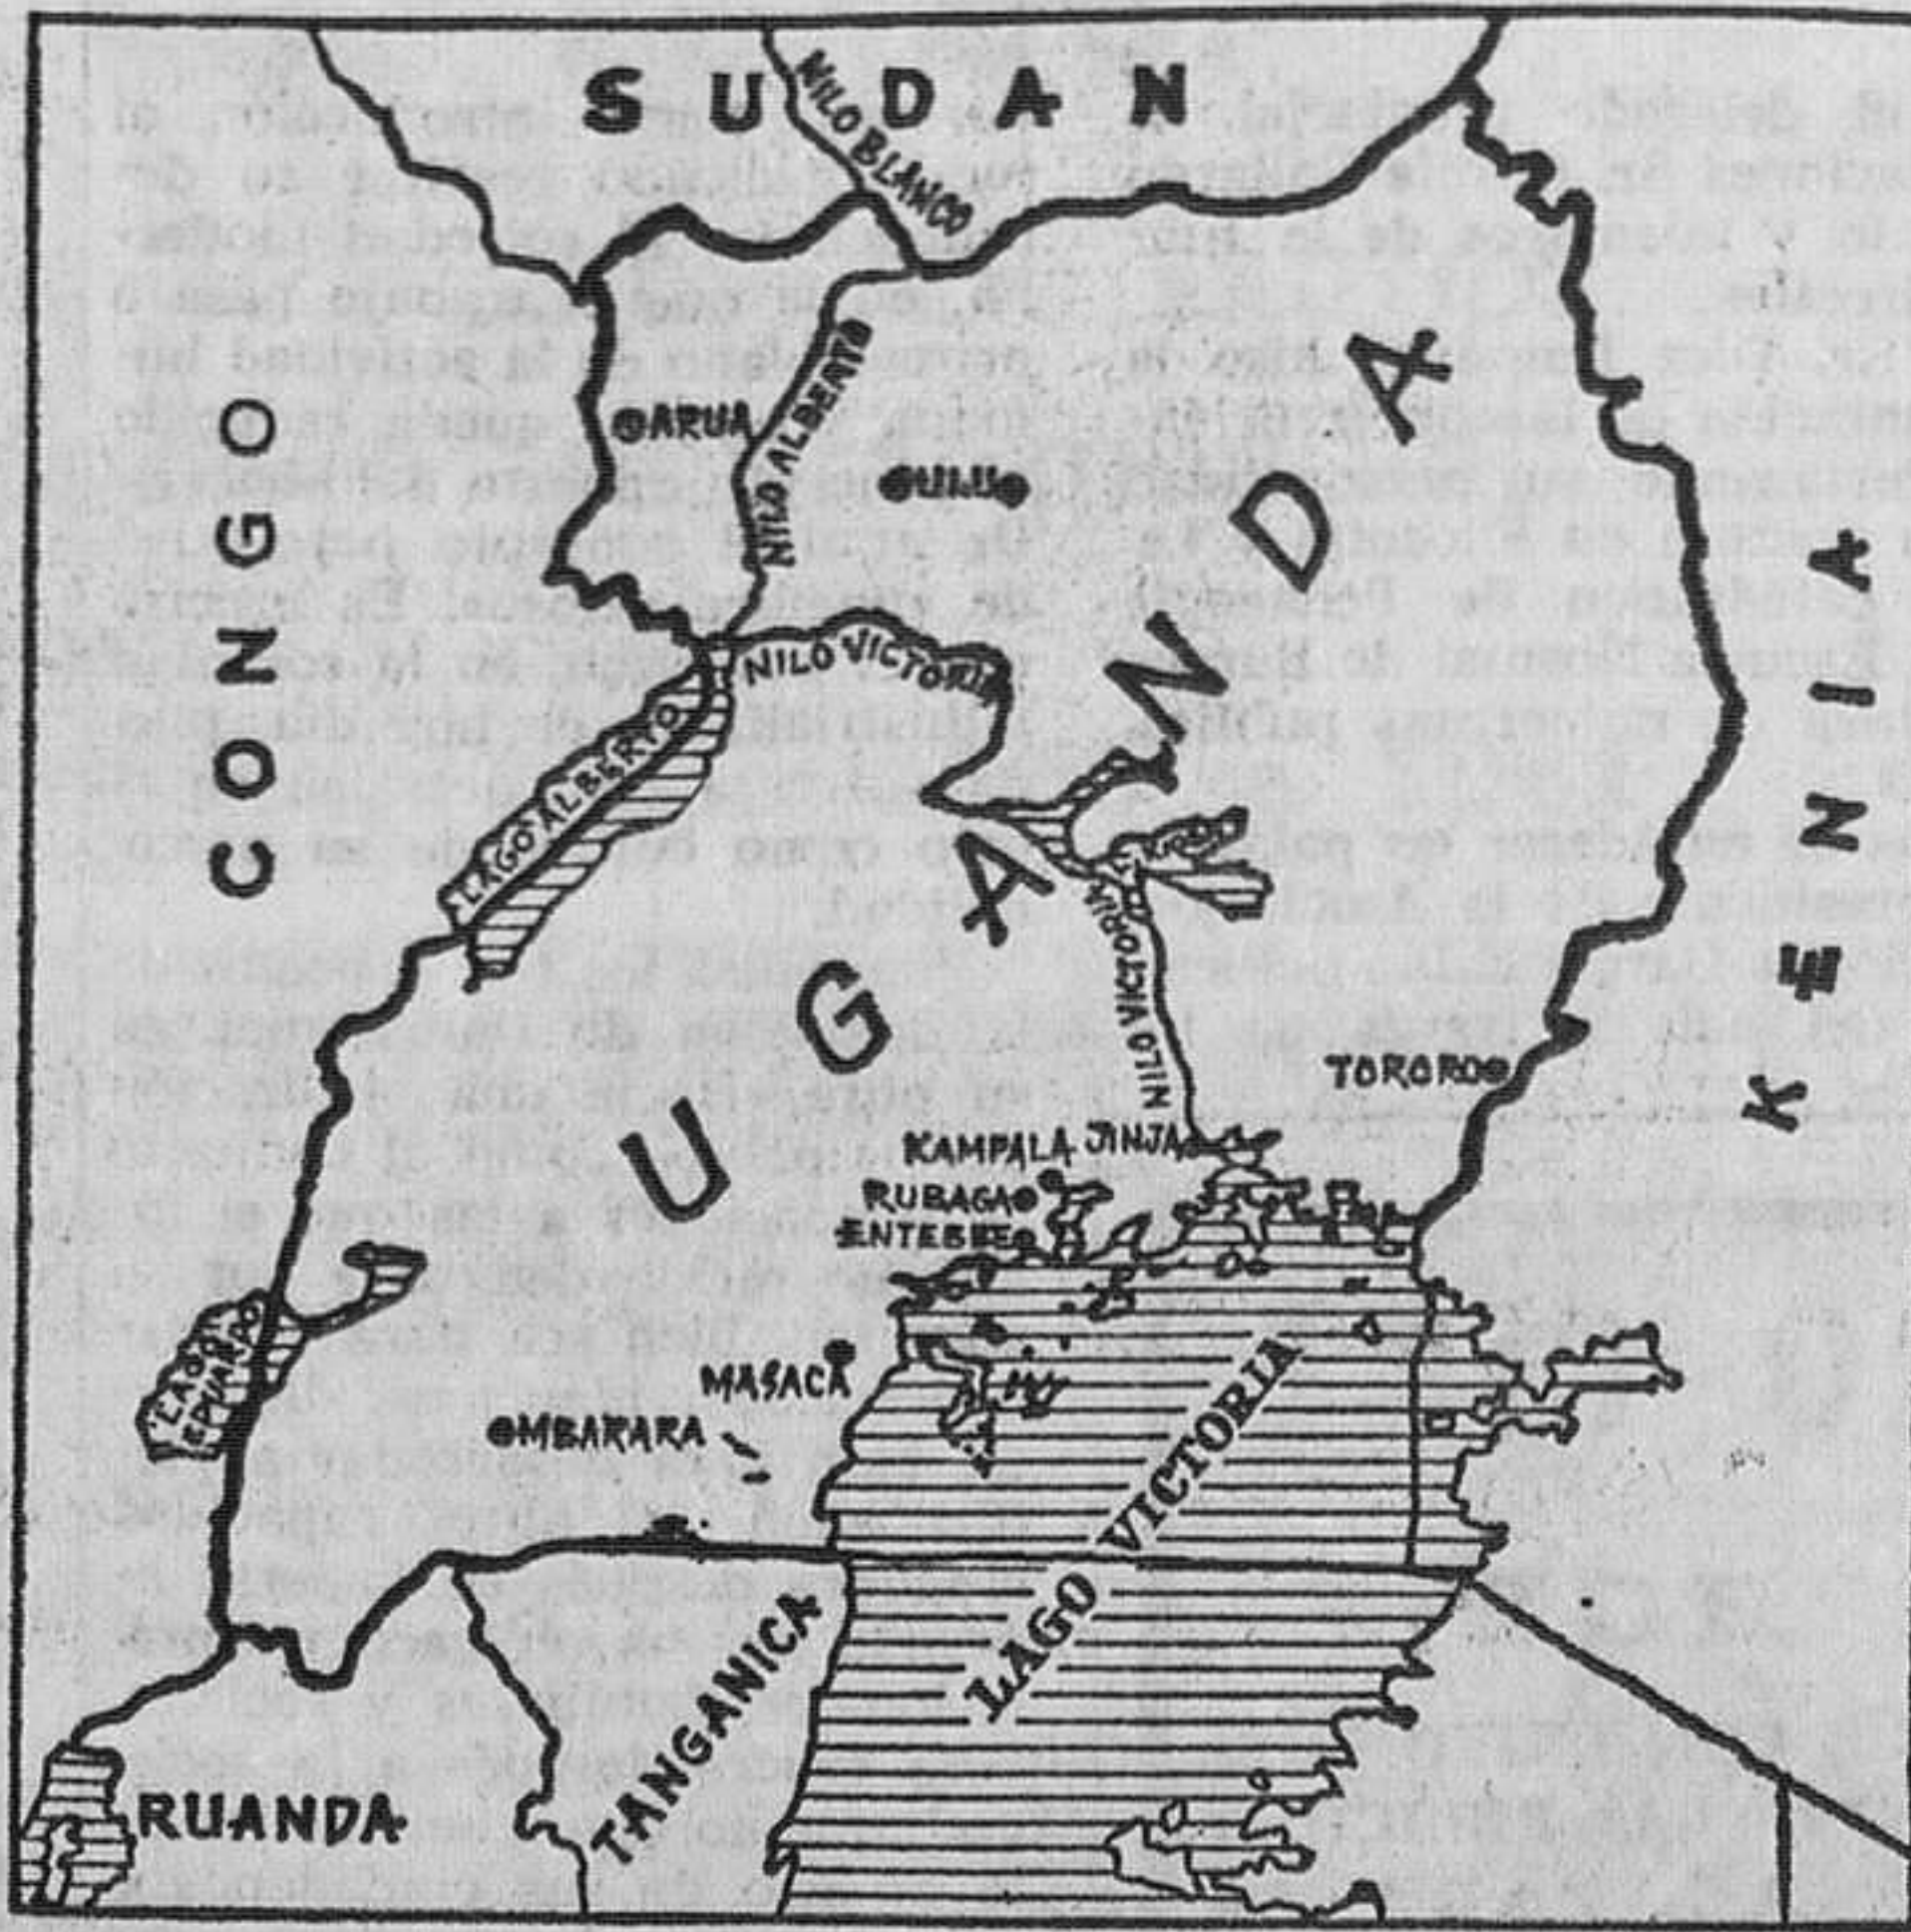 SUDAN
NILO BLANCO
CONGO
ARUA
NILO ALBERTO
GULU
UGANDA
KENIA
NILO VICTORIA
LAGO ALBERTO
NILO VICTORIA
TORORO
KAMPALA
JINJA
RUBAGA
ENTEBBE
LAGO
MASACA
MBARARA
LAGO VICTORIA
TANGANICA
RUANDA